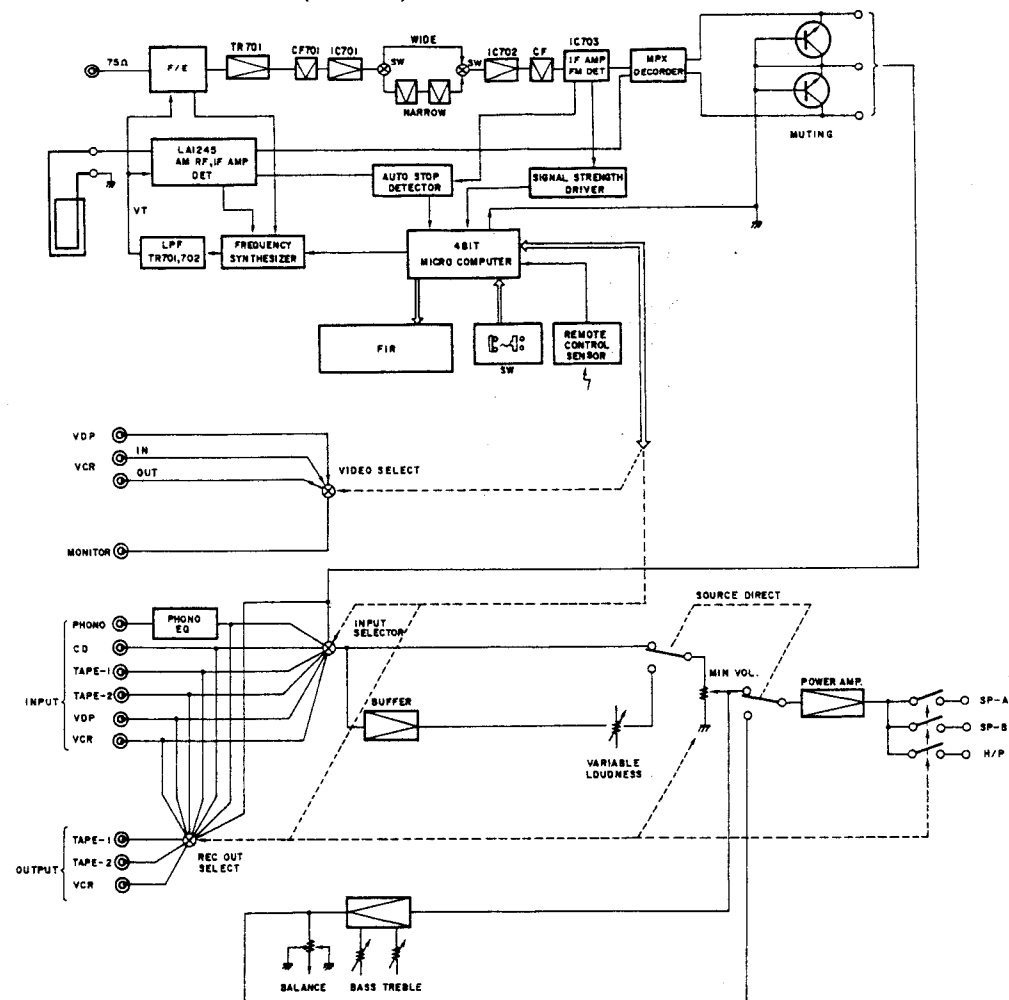 75Ω
F/E
TR701
CF701
IC701
SW
WIDE
NARROW
SW
IC702
CF
IC703
IF AMP
FM DET
MPX
DECORDER
MUTING
LA1245
AM RF, IF AMP
DET
AUTO STOP
DETECTOR
SIGNAL STRENGTH
DRIVER
VT
LPF
TR701,702
FREQUENCY
SYNTHESIZER
4BIT
MICRO COMPUTER
FIR
SW
REMOTE
CONTROL
SENSOR
VDP
VCR
IN
OUT
VIDEO SELECT
MONITOR
SOURCE DIRECT
INPUT
PHONO
PHONO
EQ
CD
TAPE-1
TAPE-2
VDP
VCR
INPUT
SELECTOR
BUFFER
VARIABLE
LOUDNESS
MIN VOL.
POWER AMP.
SP-A
SP-B
H/P
OUTPUT
TAPE-1
TAPE-2
VCR
REC OUT
SELECT
BALANCE
BASS TREBLE